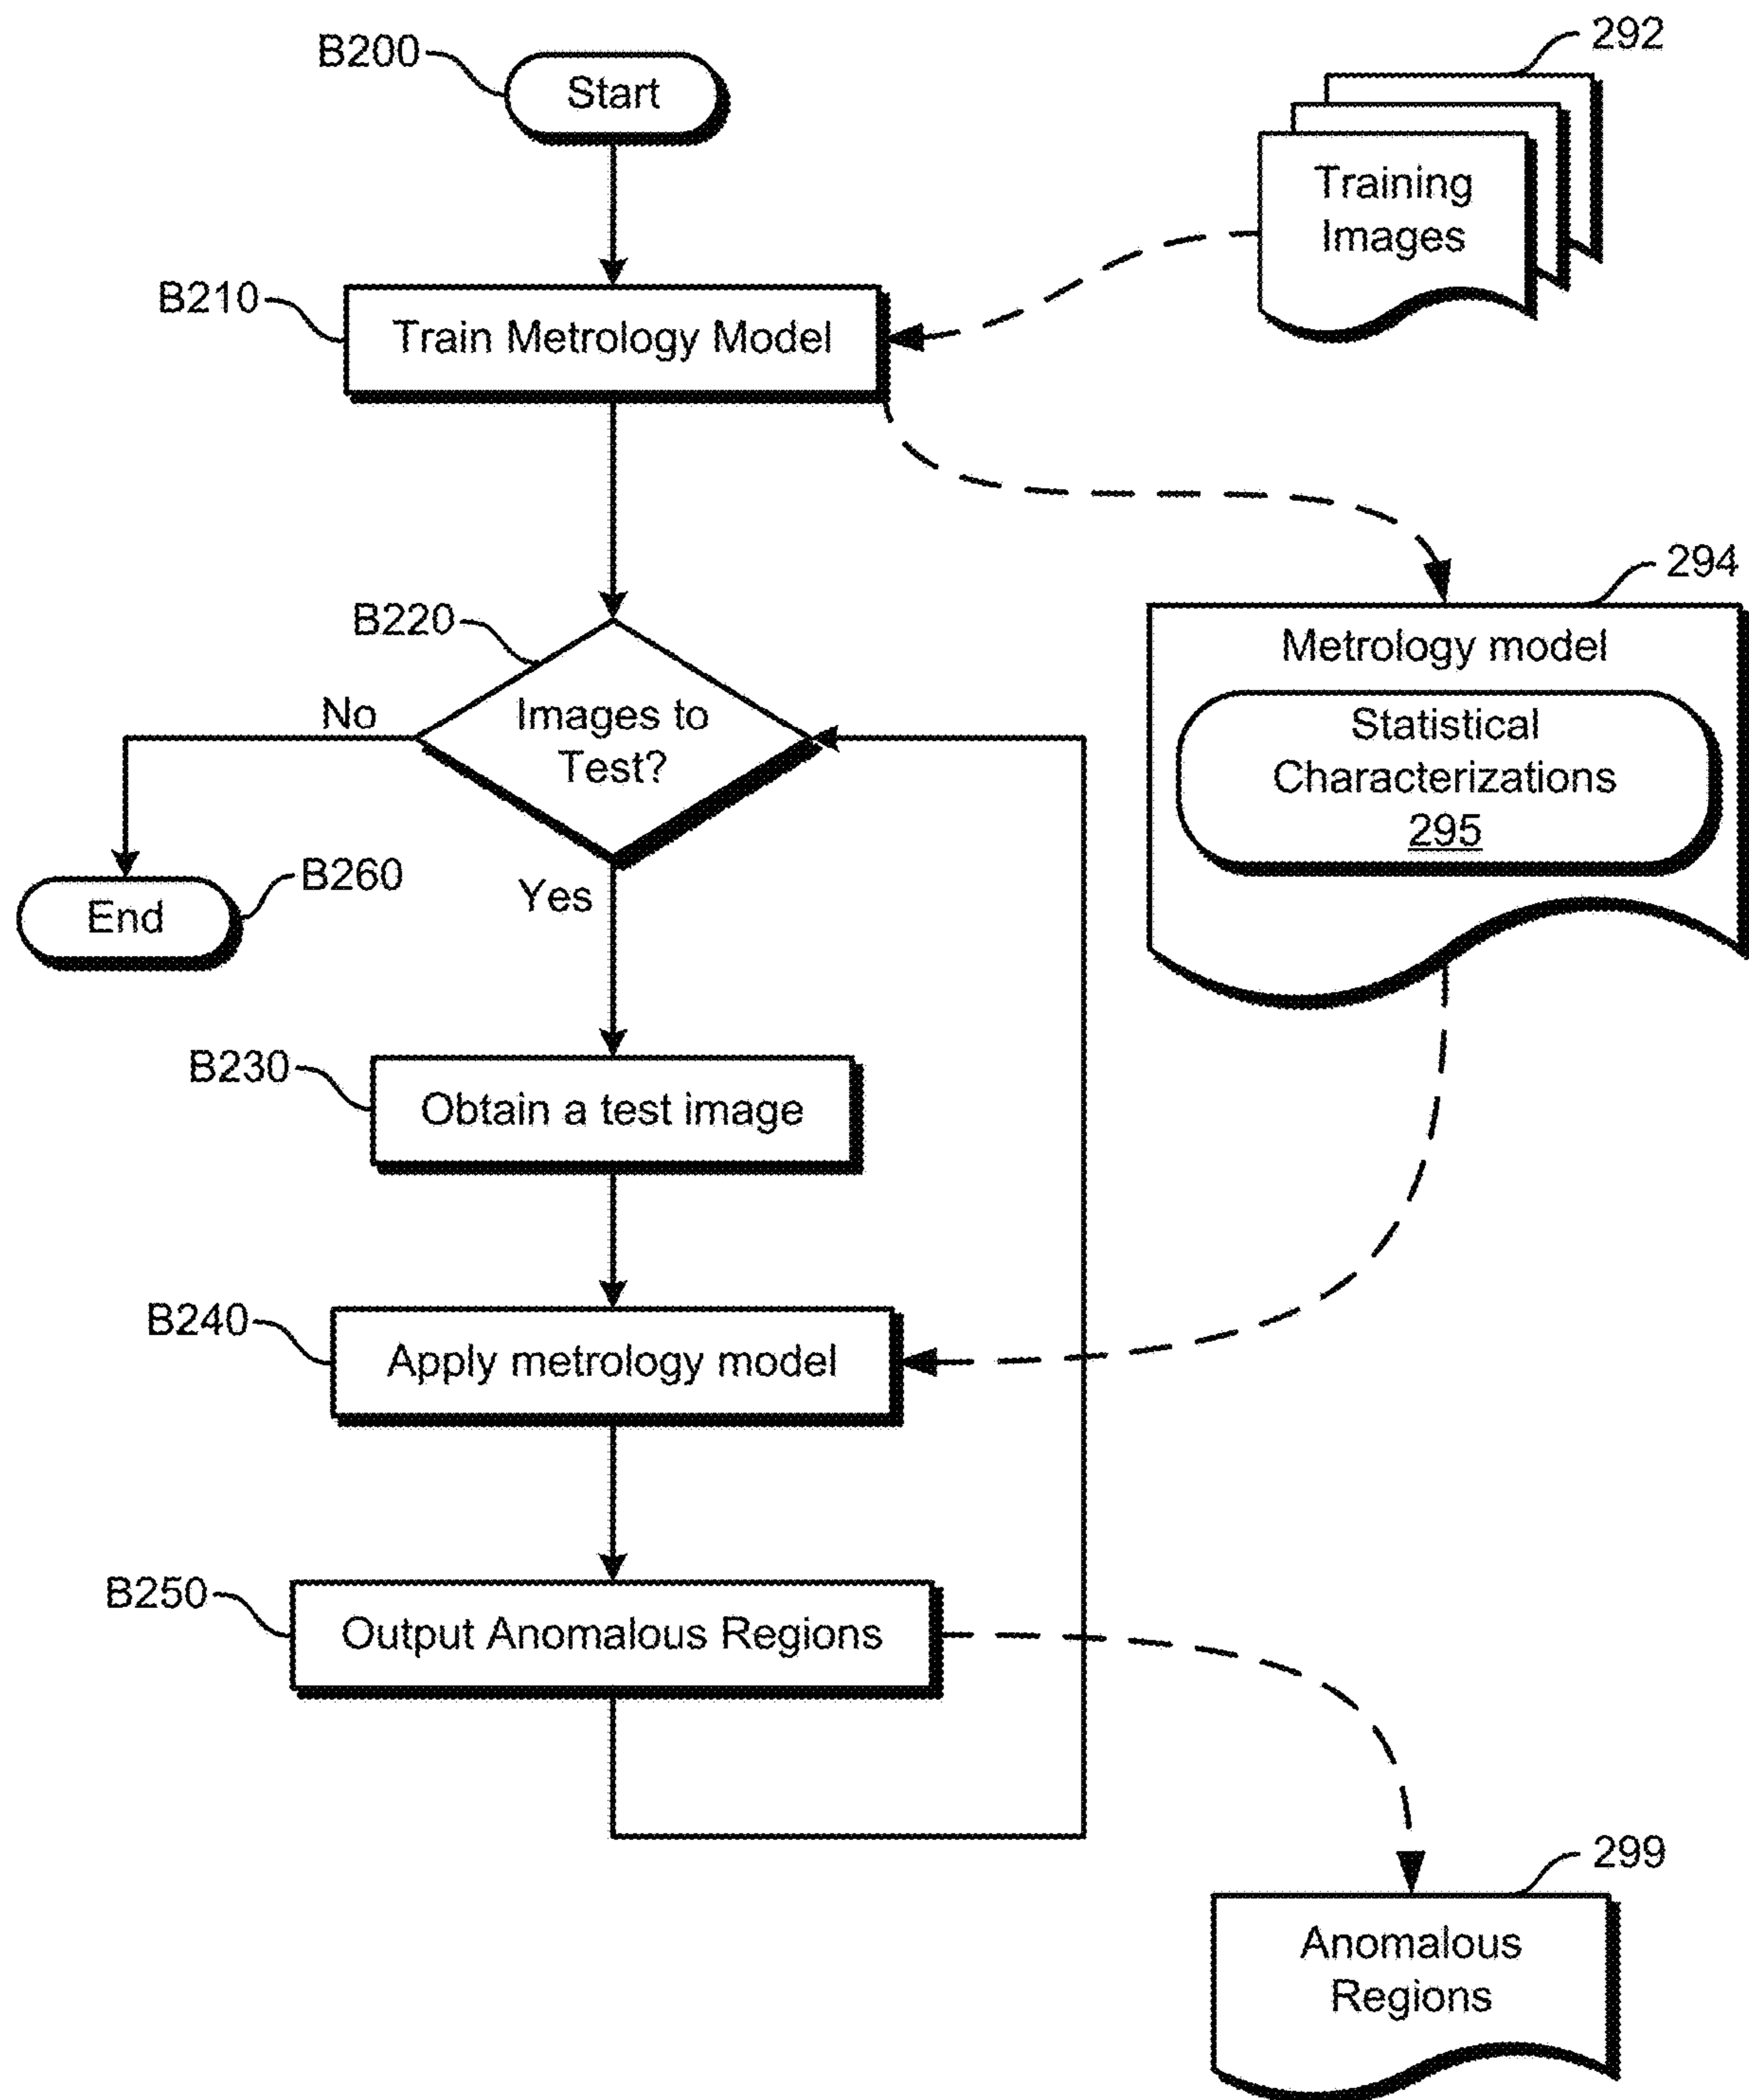 B200
Start
292
Training
Images
B210
Train Metrology Model
294
Metrology model
Statistical
Characterizations
295
B220
Images to
Test?
No
Yes
B260
End
B230
Obtain a test image
B240
Apply metrology model
B250
Output Anomalous Regions
299
Anomalous
Regions